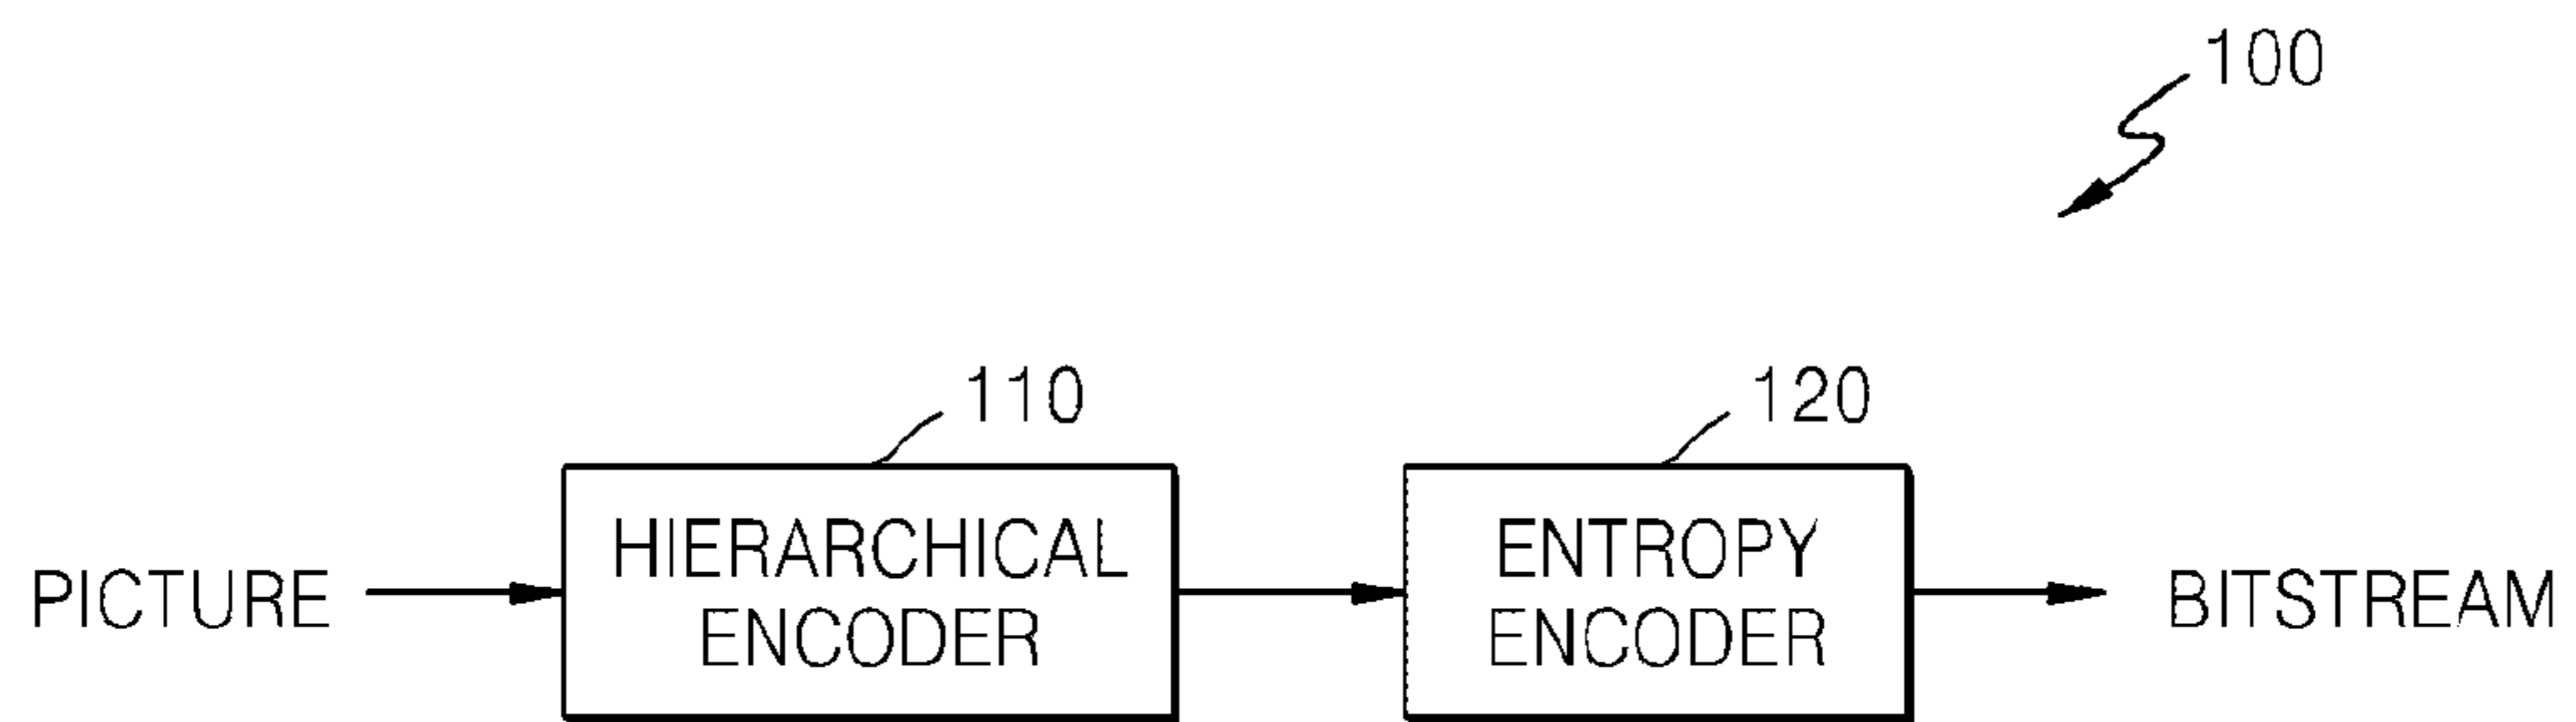 100
110
120
PICTURE
HIERARCHICAL
ENCODER
ENTROPY
ENCODER
BITSTREAM